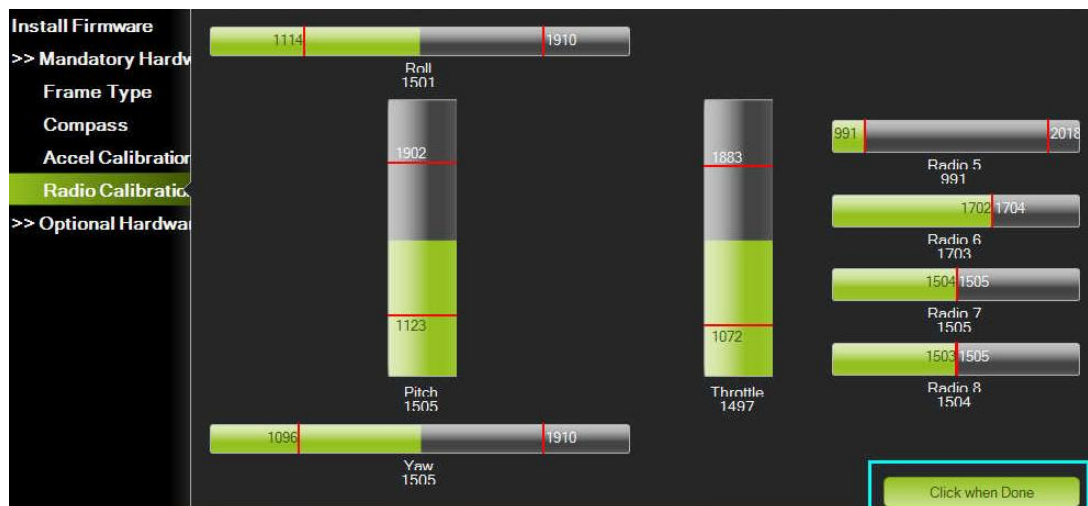 Install Firmware
>> Mandatory Hardw
Frame Type
Compass
Accel Calibration
Radio Calibratio
>> Optional Hardwa
1114 1910
Roll
1501
1902
1123
Pitch
1505
1883
1072
Throttle
1497
991 2018
Radio 5
991
1702 1704
Radio 6
1703
1504 1505
Radio 7
1505
1503 1505
Radio 8
1504
1096 1910
Yaw
1505
Click when Done